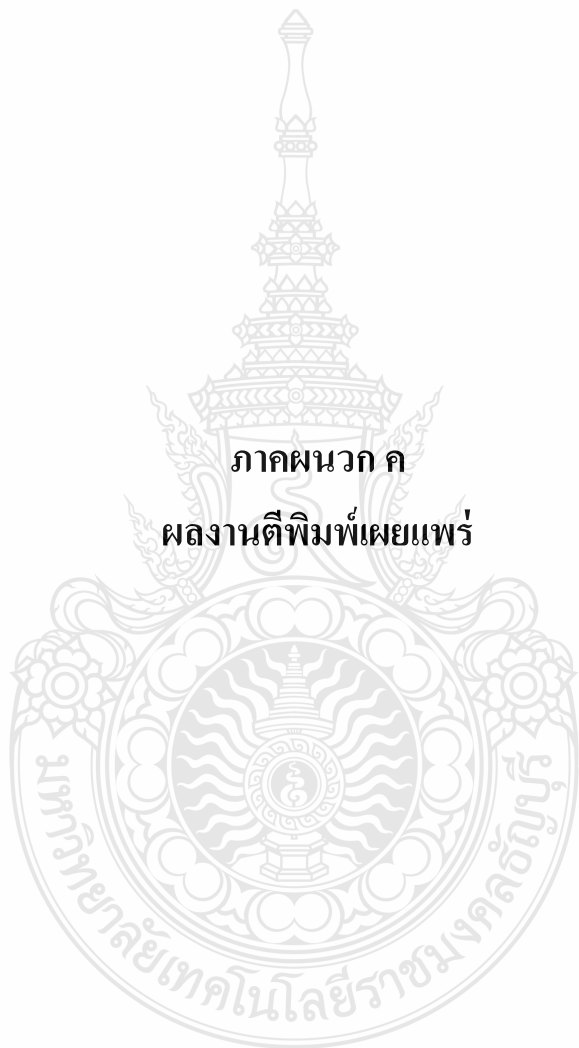 ภาคผนวก ค
ผลงานตีพิมพ์เผยแพร่
มหาวิทยาลัยเทคโนโลยีราชมงคลธัญบุรี